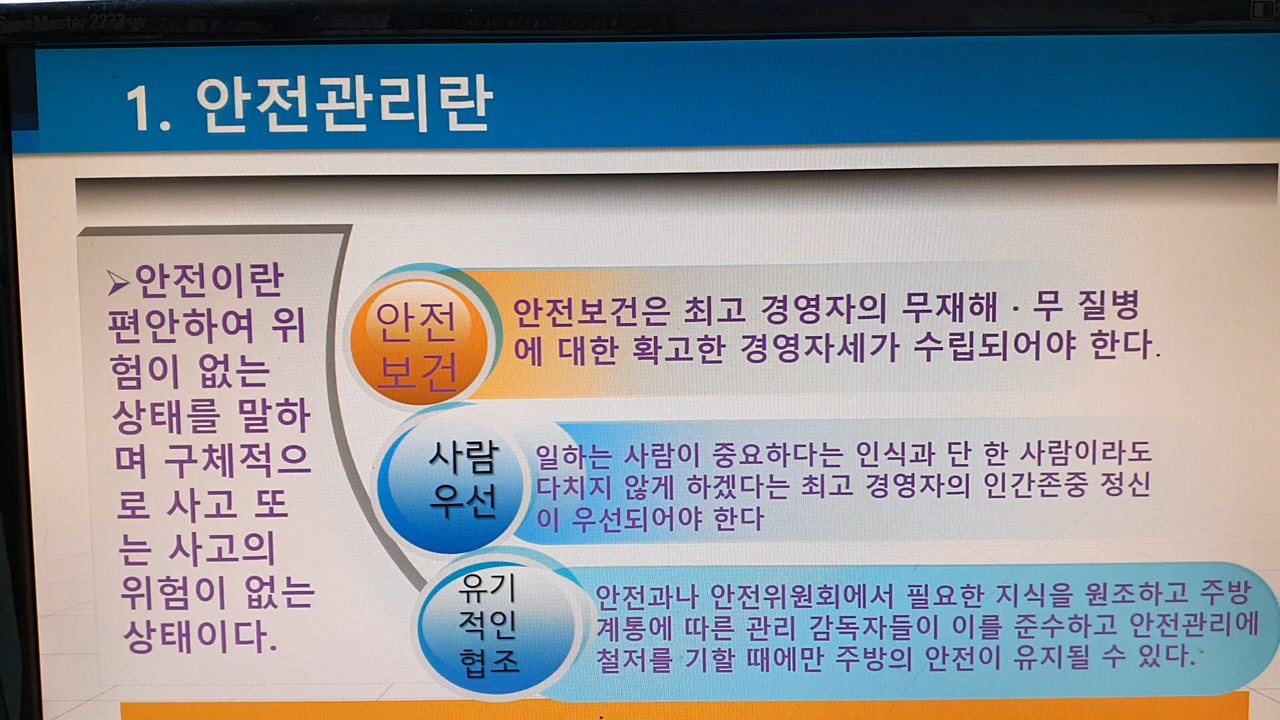 SyncMaster 2233sw
1. 안전관리란
➢안전이란
편안하여 위
험이 없는
상태를 말하
며 구체적으
로 사고 또
는 사고의
위험이 없는
상태이다.
안전
보건
안전보건은 최고 경영자의 무재해 · 무 질병
에 대한 확고한 경영자세가 수립되어야 한다.
사람
우선
일하는 사람이 중요하다는 인식과 단 한 사람이라도
다치지 않게 하겠다는 최고 경영자의 인간존중 정신
이 우선되어야 한다
유기
적인
협조
안전과나 안전위원회에서 필요한 지식을 원조하고 주방
계통에 따른 관리 감독자들이 이를 준수하고 안전관리에
철저를 기할 때에만 주방의 안전이 유지될 수 있다.